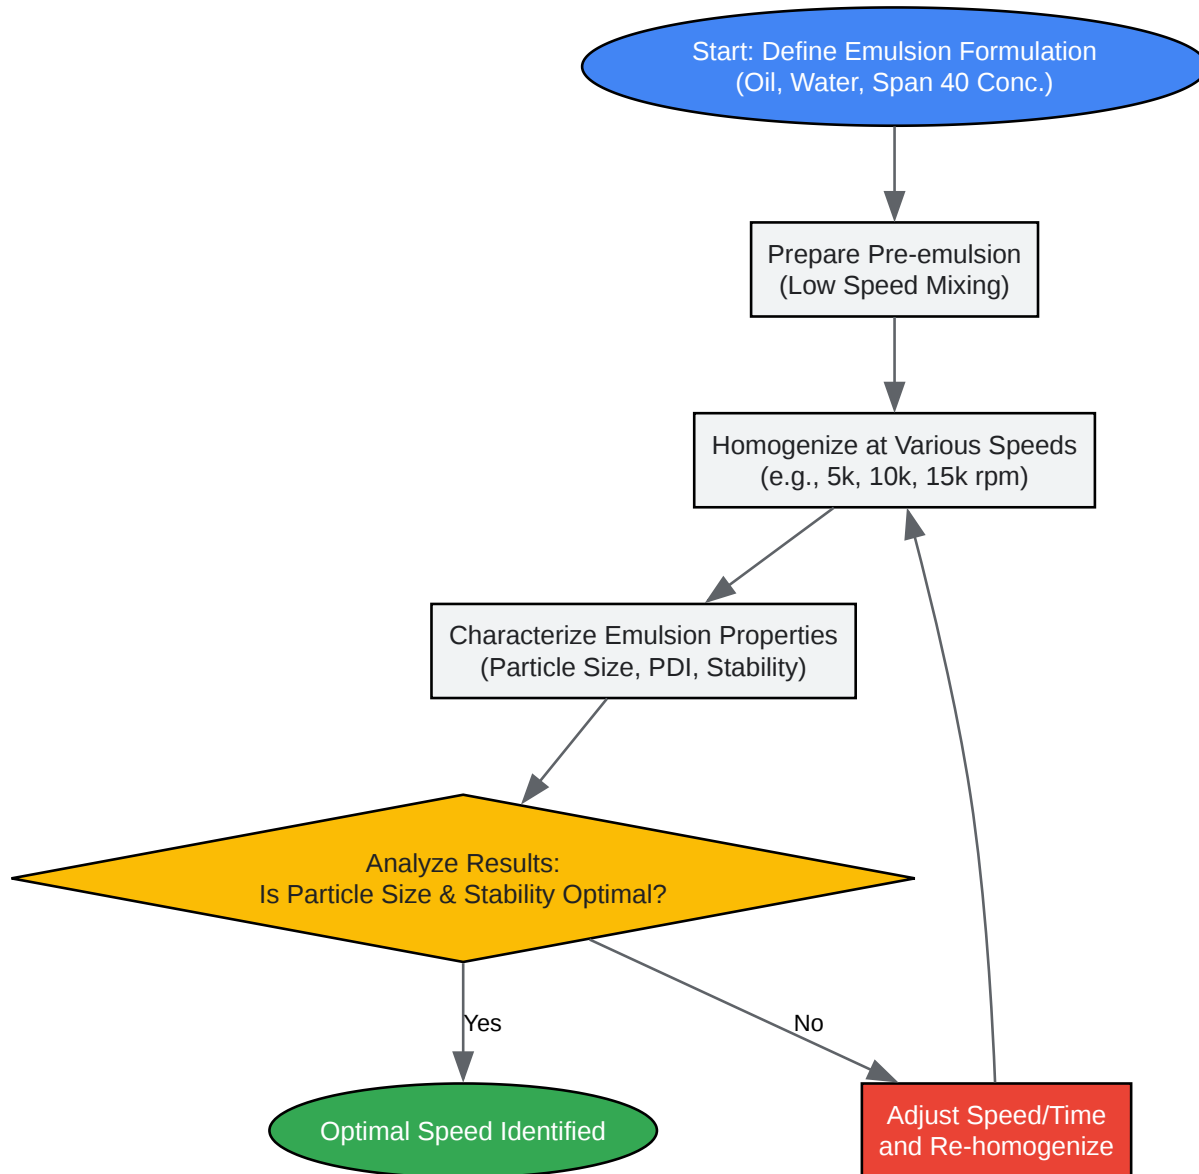 Start: Define Emulsion Formulation
(Oil, Water, Span 40 Conc.)
Prepare Pre-emulsion
(Low Speed Mixing)
Homogenize at Various Speeds
(e.g., 5k, 10k, 15k rpm)
Characterize Emulsion Properties
(Particle Size, PDI, Stability)
Analyze Results:
Is Particle Size & Stability Optimal?
Yes
No
Optimal Speed Identified
Adjust Speed/Time
and Re-homogenize